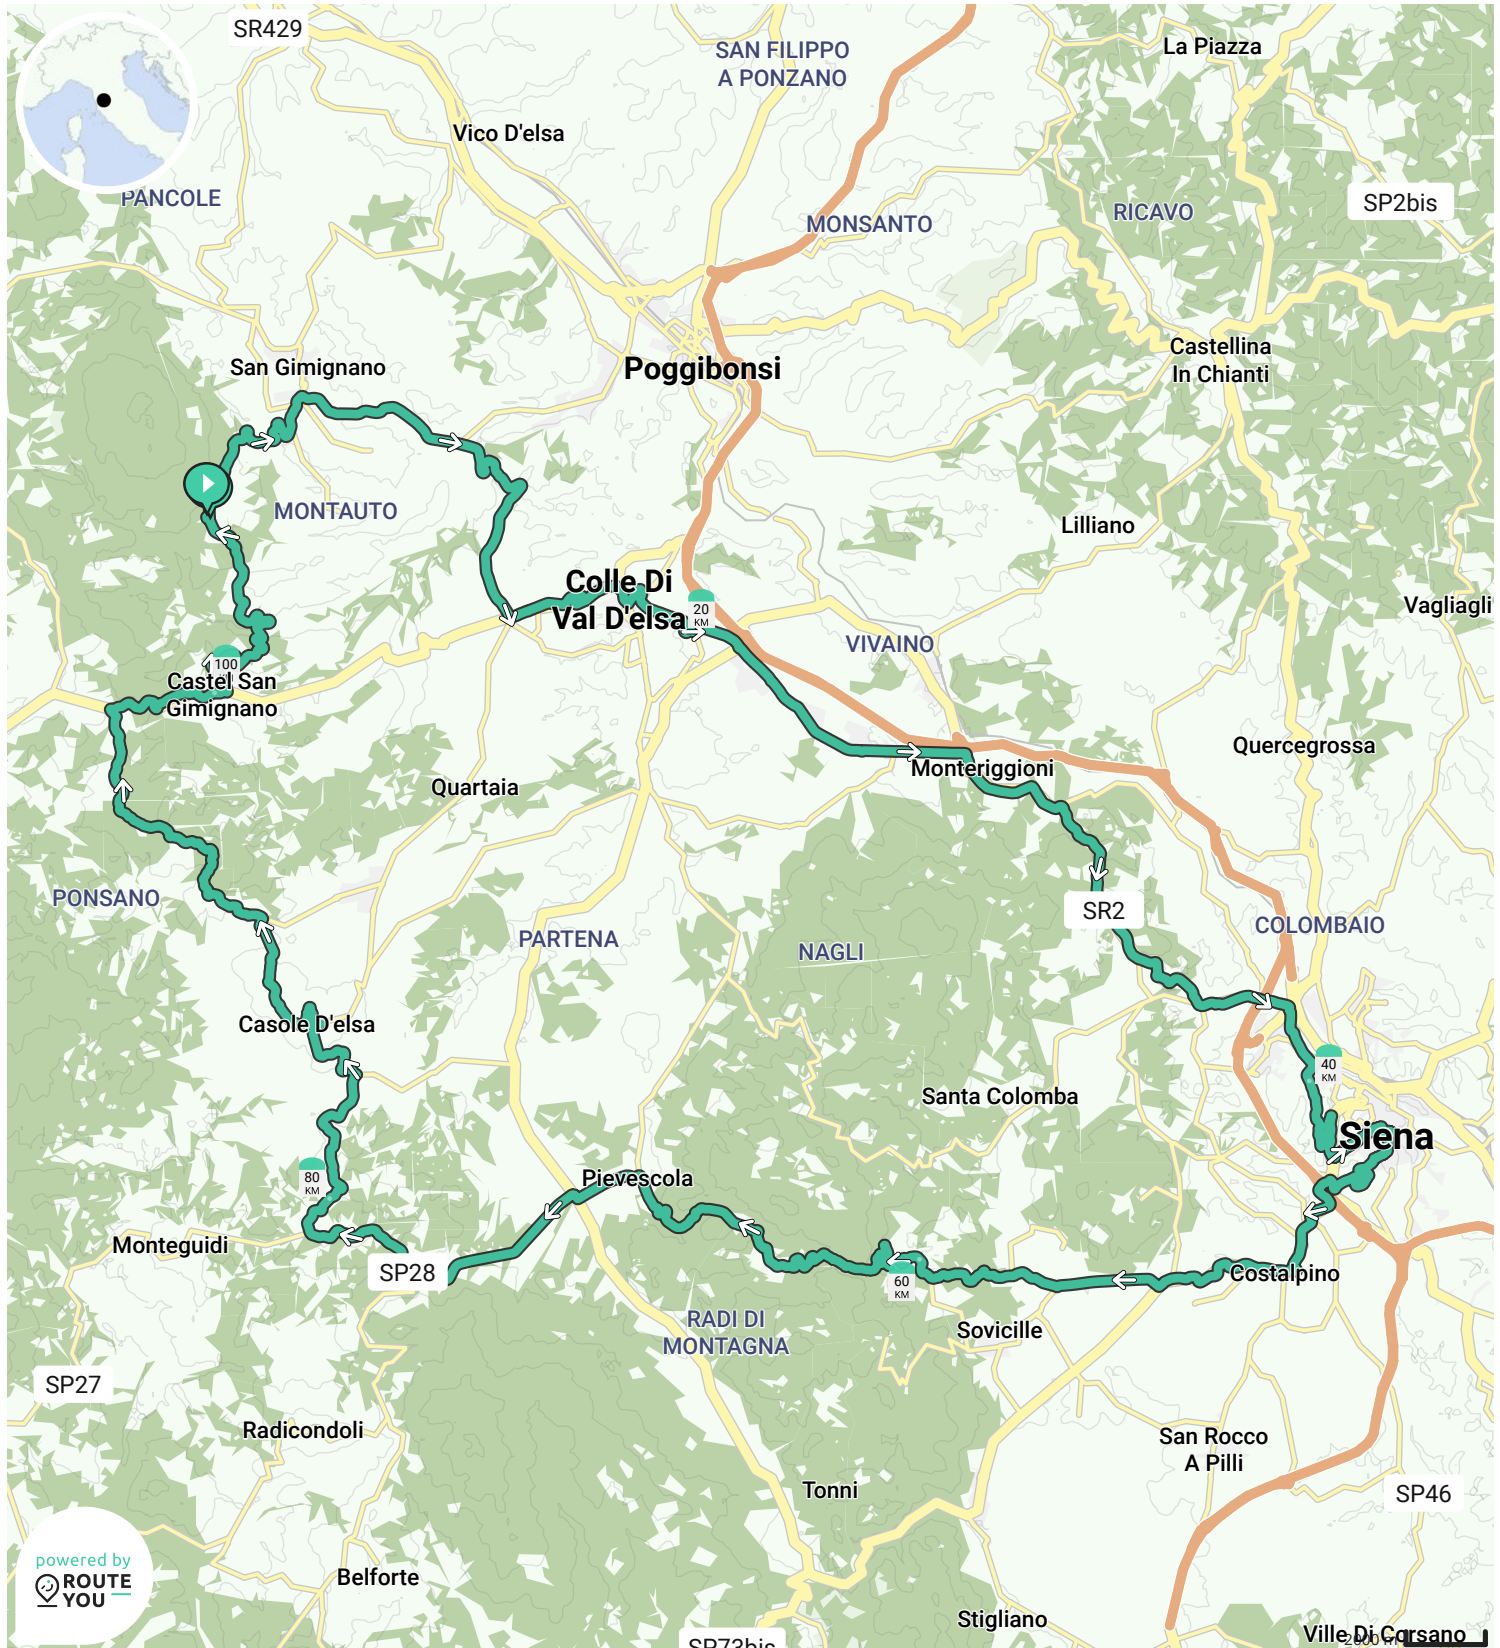 SR429
SAN FILIPPO
A PONZANO
La Piazza
Vico D'elsa
PANCOLE
SP2bis
RICAVO
MONSANTO
Castellina
In Chianti
San Gimignano
Poggibonsi
MONTAUTO
Lilliano
Colle Di
Val D'elsa
20
KM
Vagliagli
VIVAINO
100
Castel San
Gimignano
Quercegrossa
Monteriggioni
Quartaia
PONSANO
SR2
COLOMBAIO
PARTENA
NAGLI
Casole D'elsa
40
KM
Santa Colomba
Siena
80
KM
Pievescola
Monteguidi
SP28
60
KM
Costalpino
RADI DI
MONTAGNA
Sovicille
SP27
Radicondoli
San Rocco
A Pilli
Tonni
SP46
powered by
ROUTE
YOU
Belforte
Stigliano
SP73bis
Ville Di Corsano
2000 m